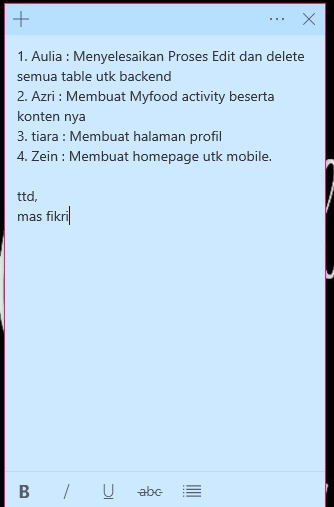 1. Aulia : Menyelesaikan Proses Edit dan delete
semua table utk backend
2. Azri : Membuat Myfood activity beserta
konten nya
3. tiara : Membuat halaman profil
4. Zein : Membuat homepage utk mobile.
ttd,
mas fikri
B / U abc